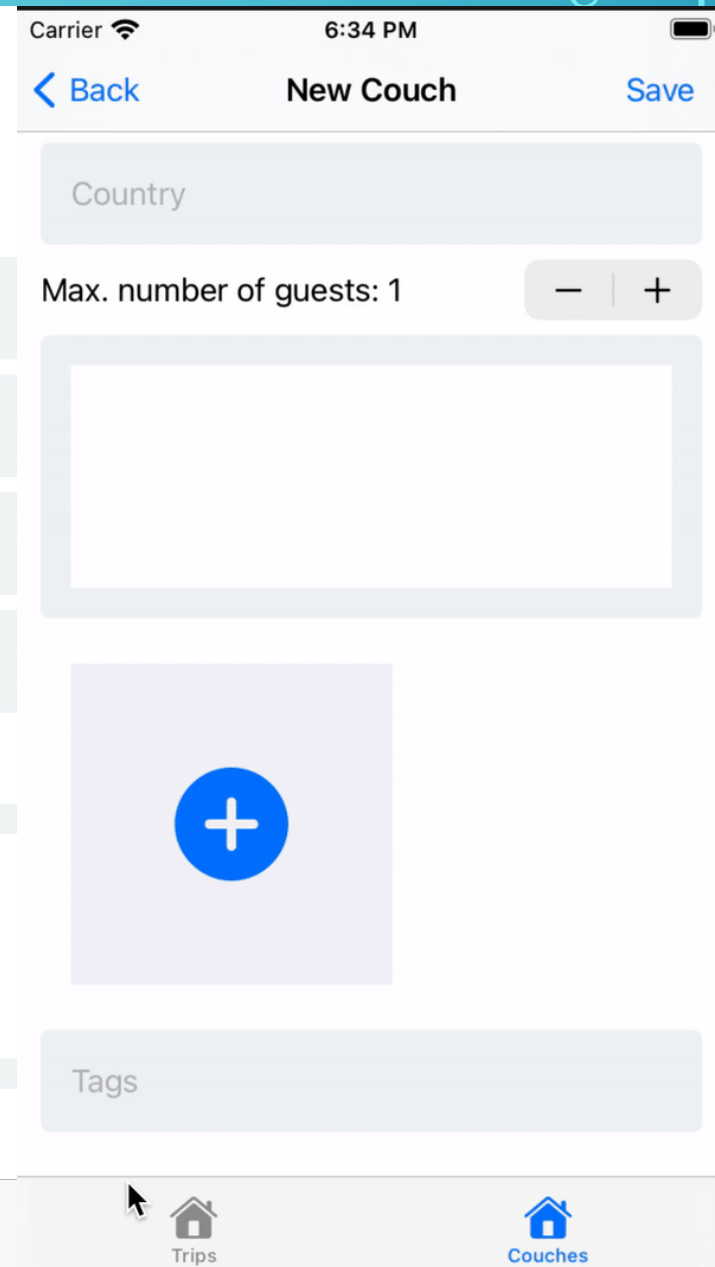 Carrier 6:34 PM
Back New Couch Save
Country
Max. number of guests: 1
Tags
Trips Couches